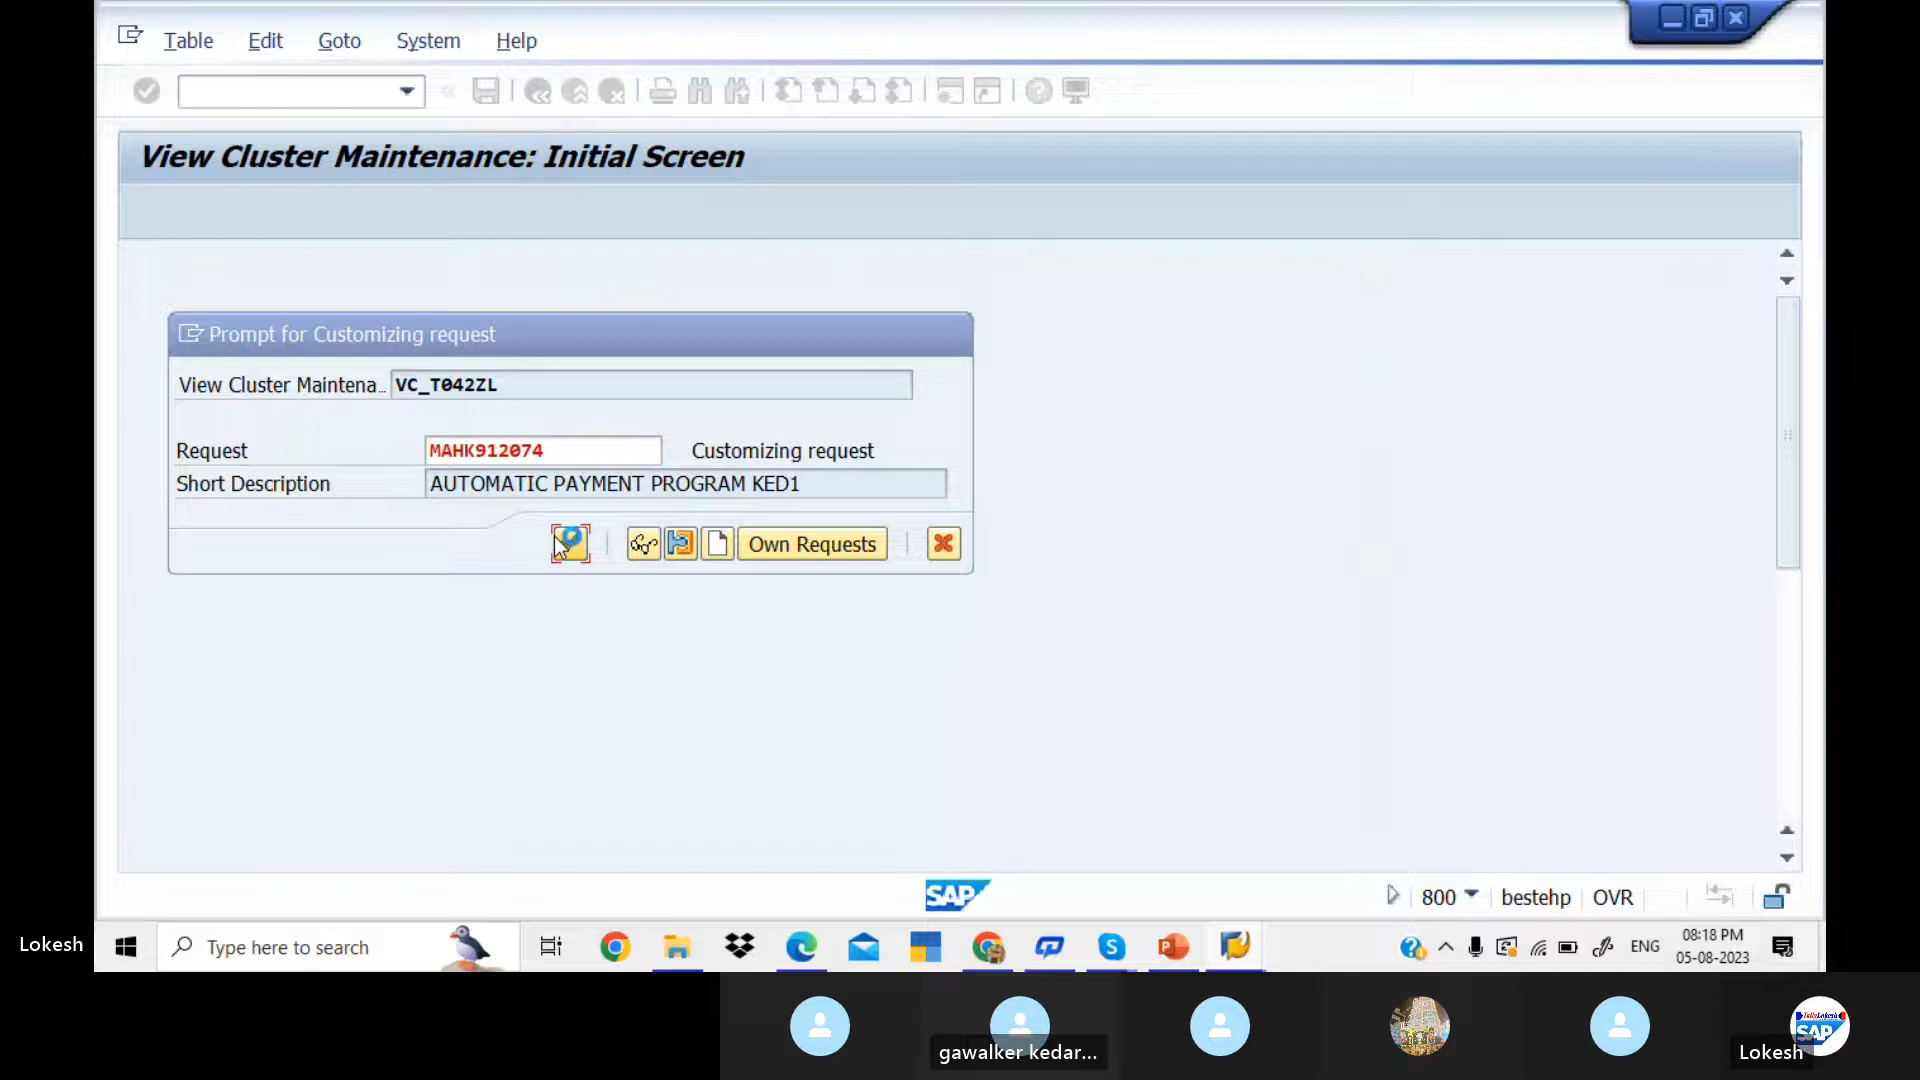 Table Edit Goto System Help
View Cluster Maintenance: Initial Screen
Prompt for Customizing request
View Cluster Maintena.. VC_T042ZL
Request MAHK912074 Customizing request
Short Description AUTOMATIC PAYMENT PROGRAM KED1
Own Requests
SAP
800 bestehp OVR
Lokesh
Type here to search
ENG
08:18 PM
05-08-2023
gawalker kedar...
SAP
Lokesh